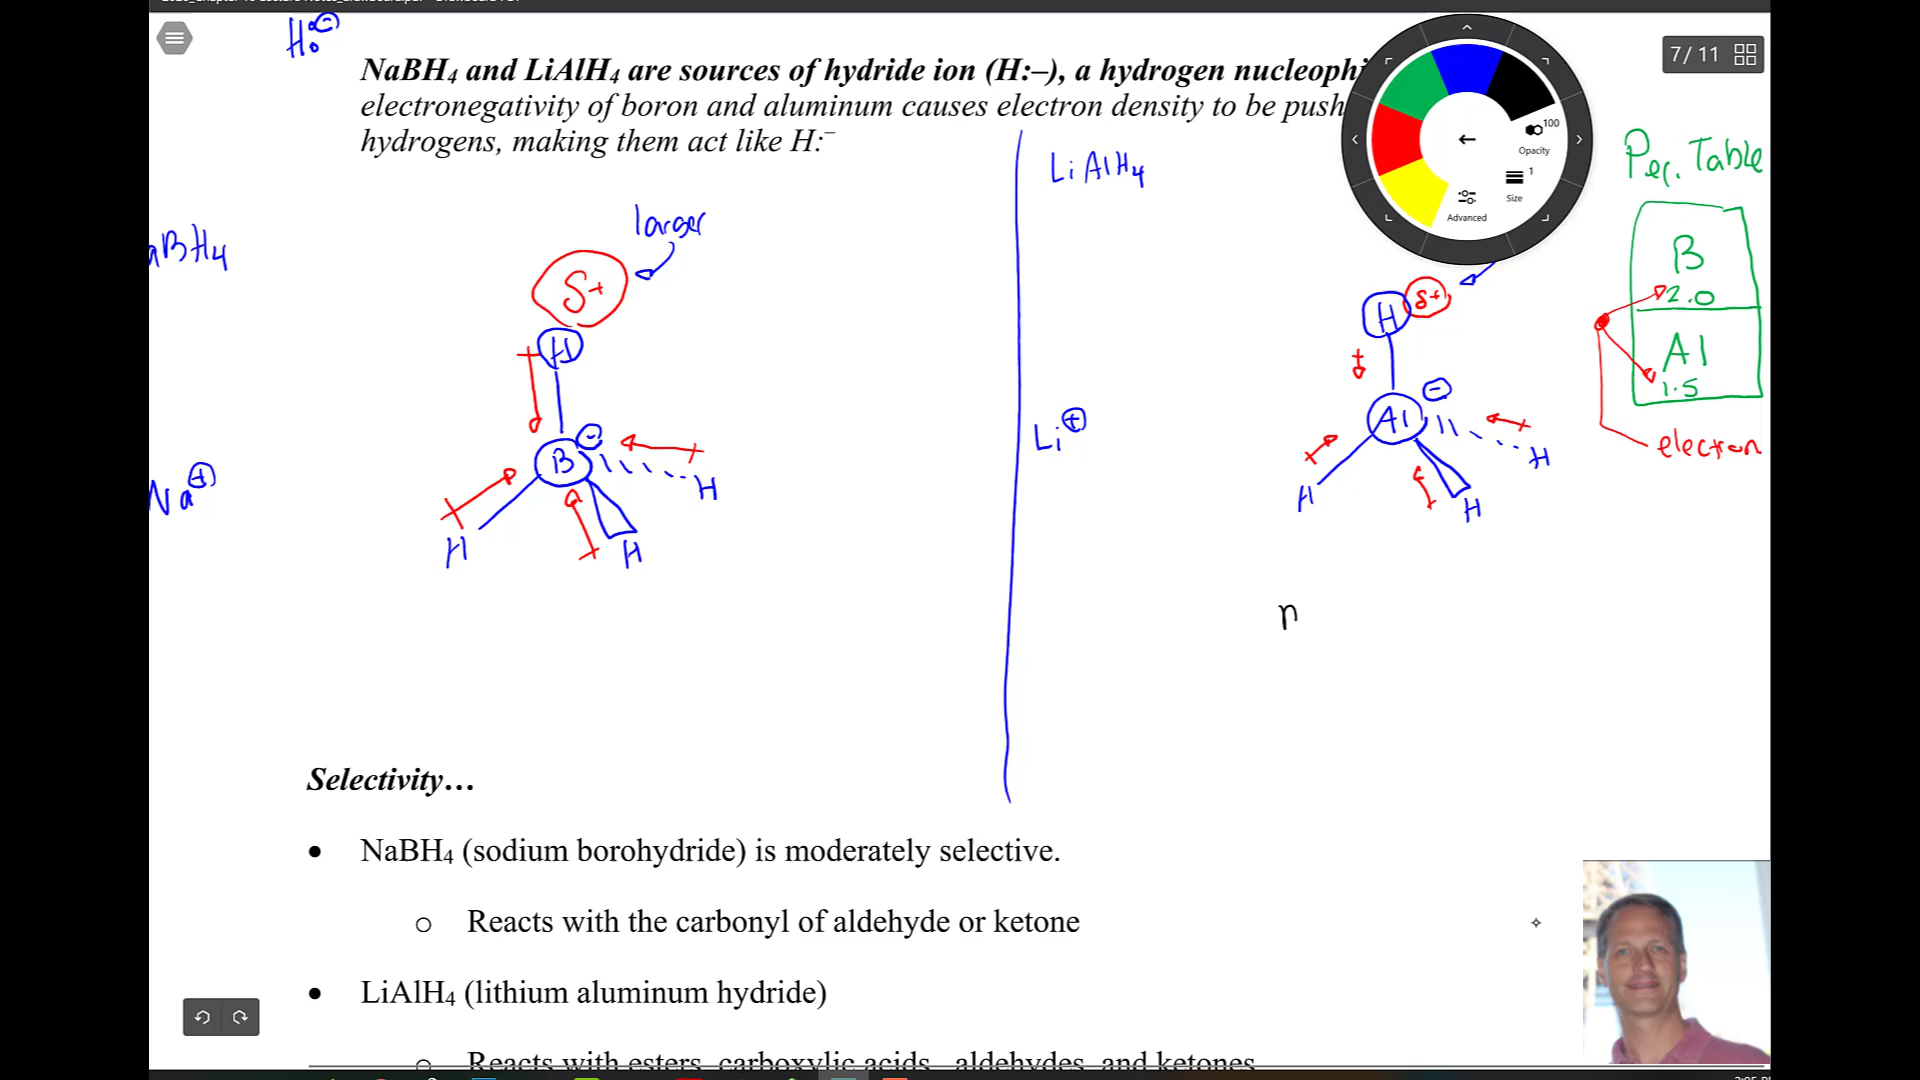 7 / 11
H:⊖
NaBH₄ and LiAlH₄ are sources of hydride ion (H:–), a hydrogen nucleophi
electronegativity of boron and aluminum causes electron density to be push
hydrogens, making them act like H:⁻
100
Opacity
1
Size
Advanced
Per. Table
B
2.0
Al
1.5
electron
aBH₄
larger
δ+
H
B
⊖
H
H
H
Na⊕
LiAlH₄
Li⊕
H
δ+
Al
⊖
H
H
H
n
Selectivity…
• NaBH₄ (sodium borohydride) is moderately selective.
o Reacts with the carbonyl of aldehyde or ketone
• LiAlH₄ (lithium aluminum hydride)
o Reacts with esters, carboxylic acids, aldehydes, and ketones